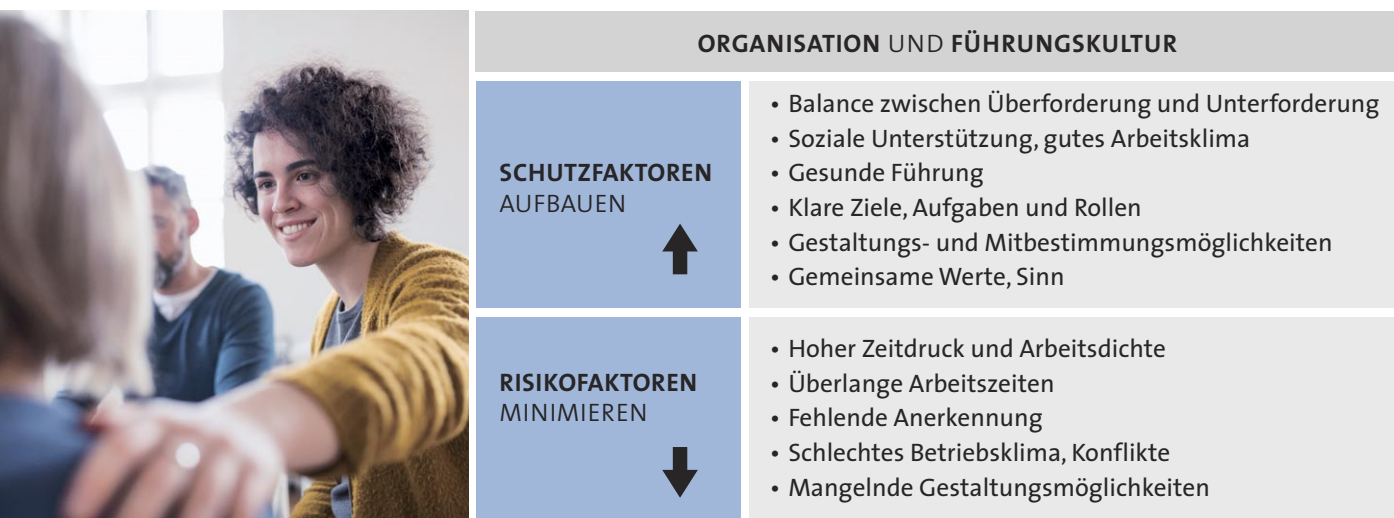 ORGANISATION UND FÜHRUNGSKULTUR
SCHUTZFAKTOREN
AUFBAUEN
• Balance zwischen Überforderung und Unterforderung
• Soziale Unterstützung, gutes Arbeitsklima
• Gesunde Führung
• Klare Ziele, Aufgaben und Rollen
• Gestaltungs- und Mitbestimmungsmöglichkeiten
• Gemeinsame Werte, Sinn
RISIKOFAKTOREN
MINIMIEREN
• Hoher Zeitdruck und Arbeitsdichte
• Überlange Arbeitszeiten
• Fehlende Anerkennung
• Schlechtes Betriebsklima, Konflikte
• Mangelnde Gestaltungsmöglichkeiten